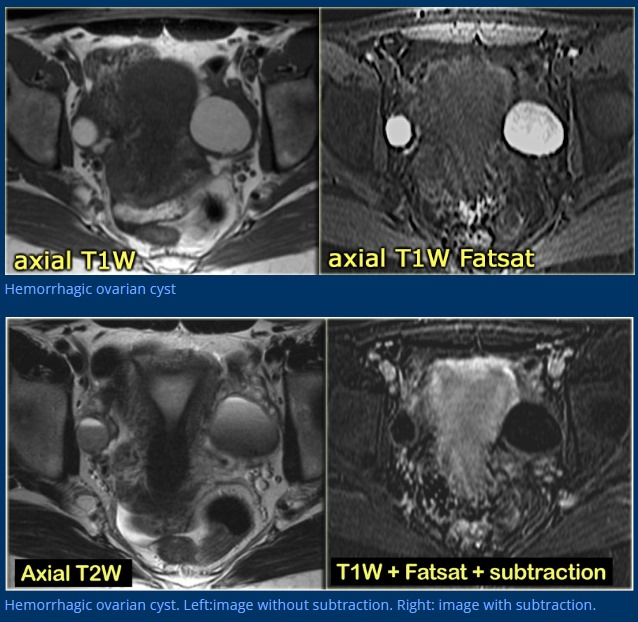 axial T1W
axial T1W Fatsat
Hemorrhagic ovarian cyst
Axial T2W
T1W + Fatsat + subtraction
Hemorrhagic ovarian cyst. Left:image without subtraction. Right: image with subtraction.